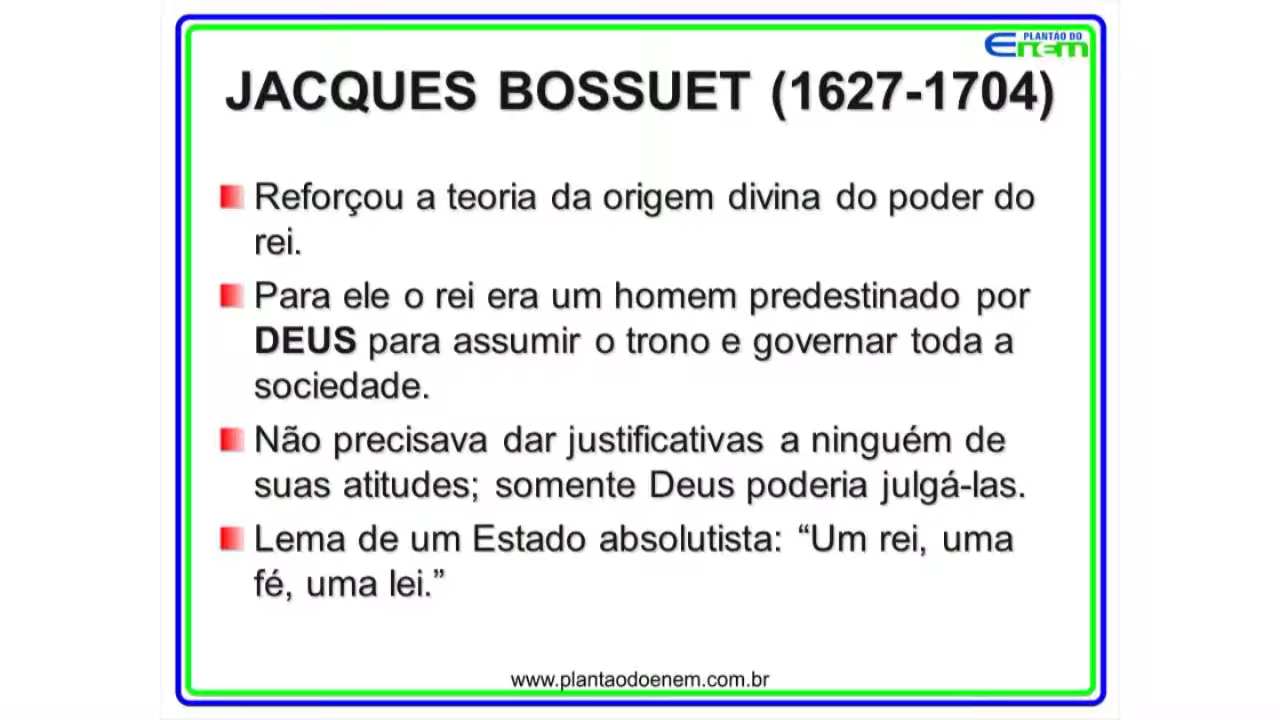 PLANTÃO DO
Enem
JACQUES BOSSUET (1627-1704)
Reforçou a teoria da origem divina do poder do
rei.
Para ele o rei era um homem predestinado por
DEUS para assumir o trono e governar toda a
sociedade.
Não precisava dar justificativas a ninguém de
suas atitudes; somente Deus poderia julgá-las.
Lema de um Estado absolutista: “Um rei, uma
fé, uma lei.”
www.plantaodoenem.com.br